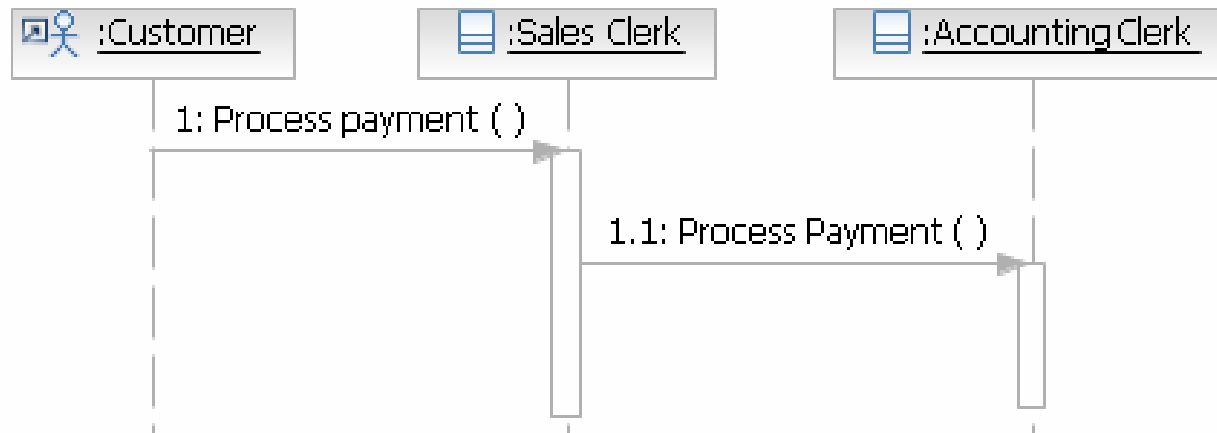 :Customer
:Sales Clerk
:Accounting Clerk
1: Process payment ( )
1.1: Process Payment ( )